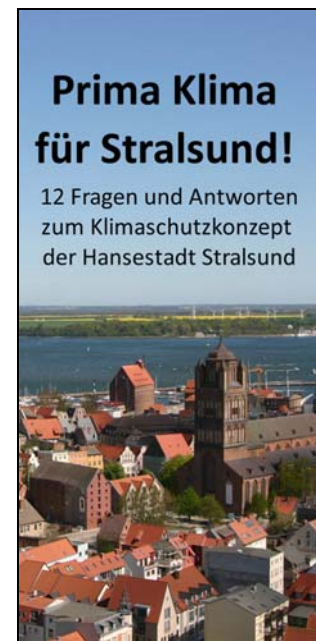 Prima Klima
für Stralsund!
12 Fragen und Antworten
zum Klimaschutzkonzept
der Hansestadt Stralsund